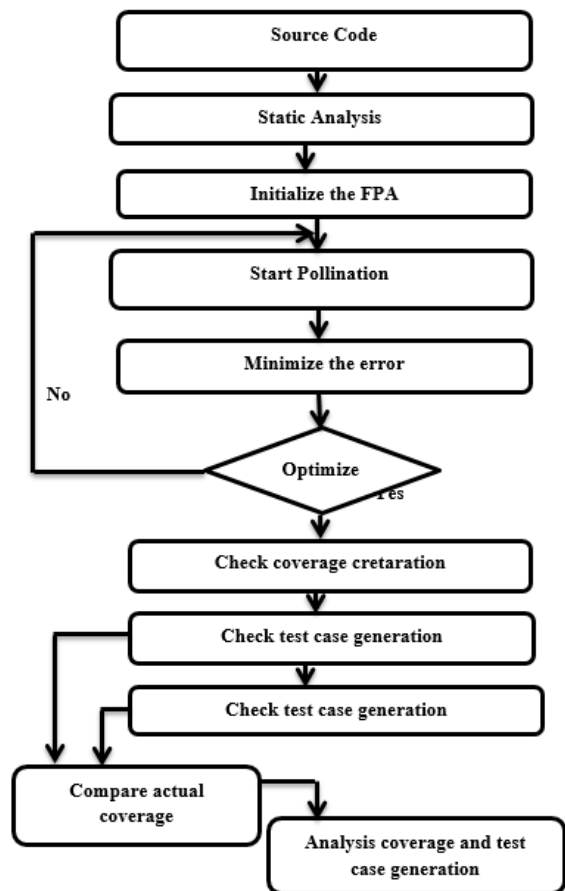 Source Code
Static Analysis
Initialize the FPA
Start Pollination
Minimize the error
No
Optimize
Yes
Check coverage cretaration
Check test case generation
Check test case generation
Compare actual
coverage
Analysis coverage and test
case generation